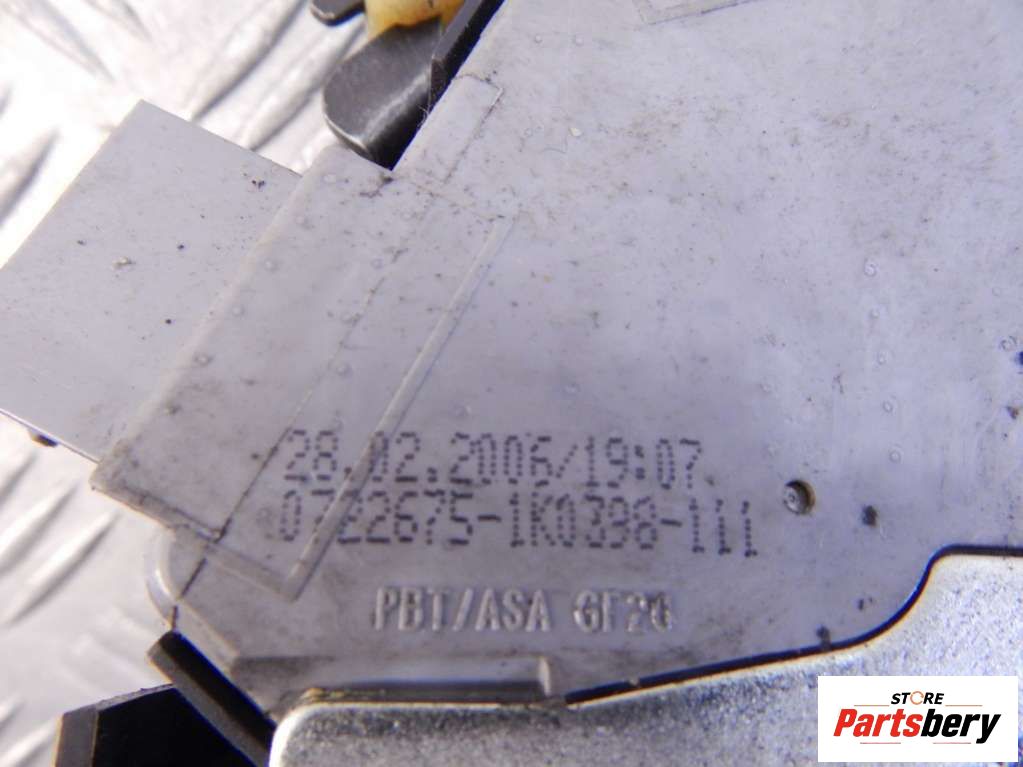 28.02.2006/19:07
0722675-1K0398-111
PBT/ASA GF20
STORE
Partsbery